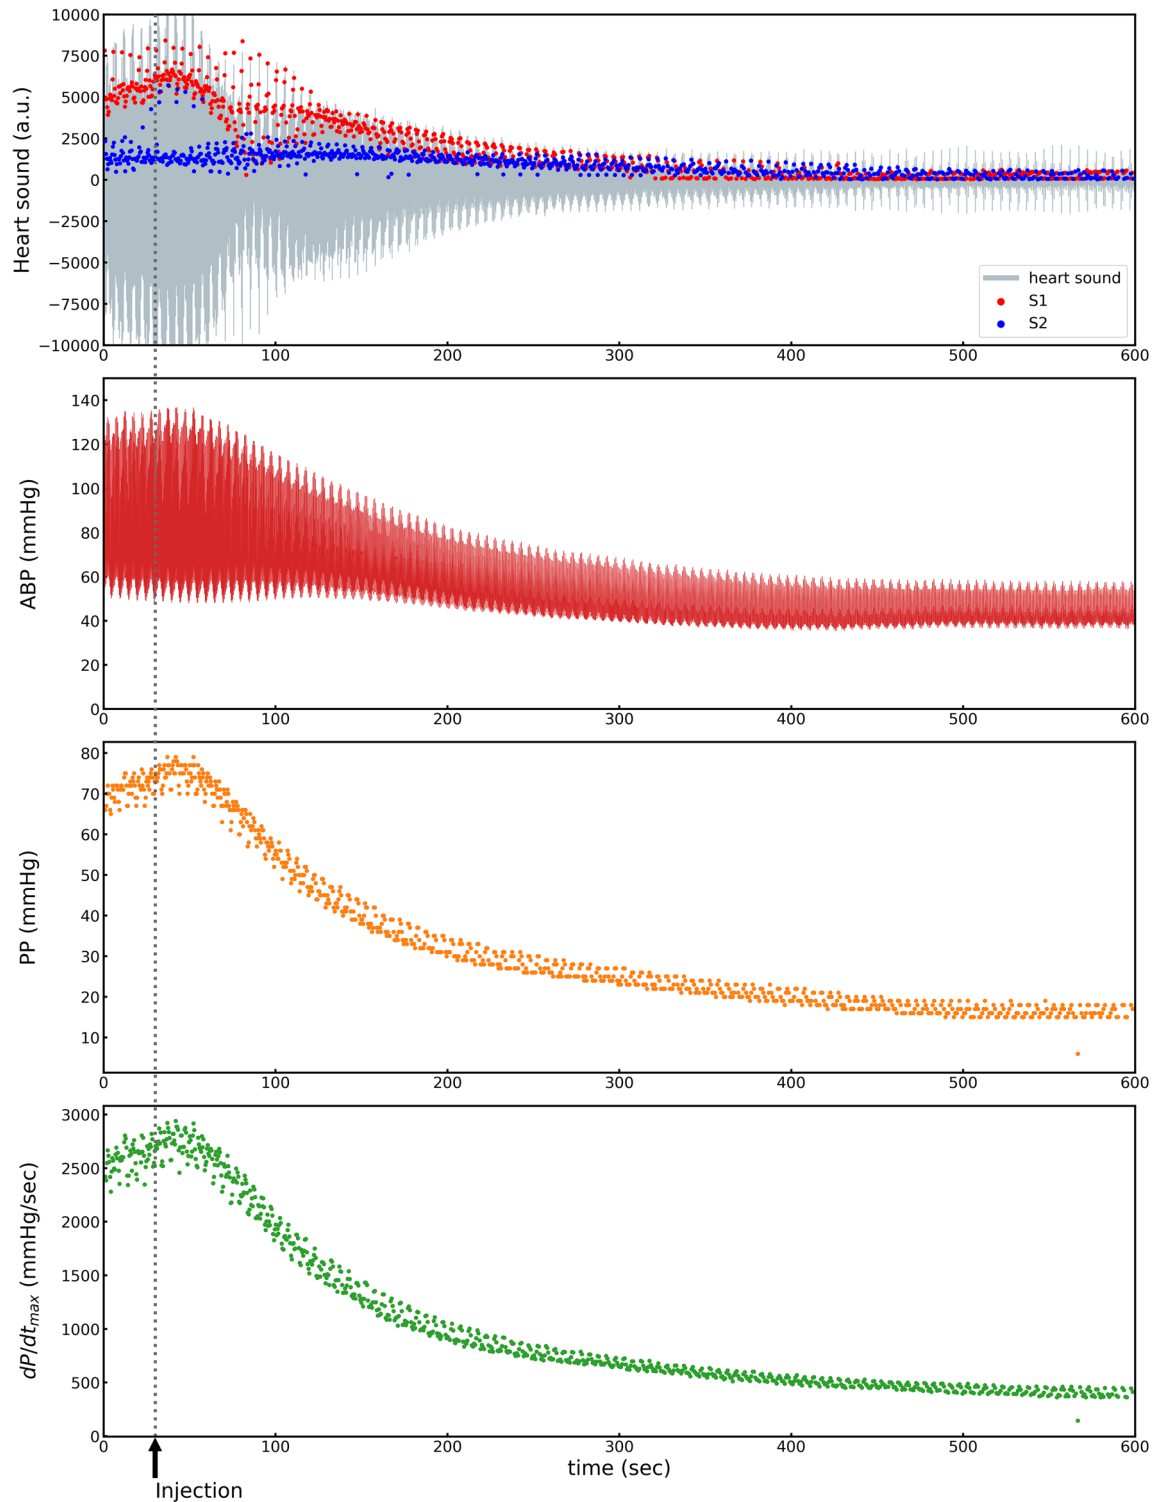 10000
7500
5000
2500
0
−2500
−5000
−7500
−10000
Heart sound (a.u.)
heart sound
S1
S2
0 100 200 300 400 500 600
140
120
100
80
60
40
20
0
ABP (mmHg)
0 100 200 300 400 500 600
80
70
60
50
40
30
20
10
PP (mmHg)
0 100 200 300 400 500 600
3000
2500
2000
1500
1000
500
0
dP/dt_max (mmHg/sec)
0 100 200 300 400 500 600
time (sec)
Injection